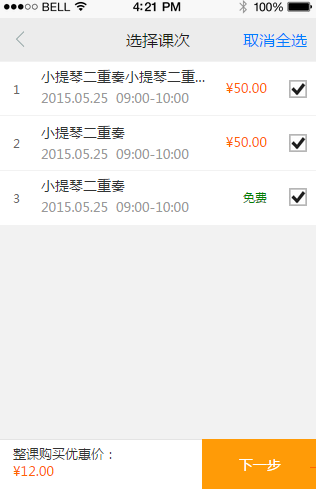 BELL 4:21 PM 100%
选择课次 取消全选
1 小提琴二重奏小提琴二重... ¥50.00
2015.05.25 09:00-10:00
2 小提琴二重奏 ¥50.00
2015.05.25 09:00-10:00
3 小提琴二重奏 免费
2015.05.25 09:00-10:00
整课购买优惠价：
¥12.00
下一步